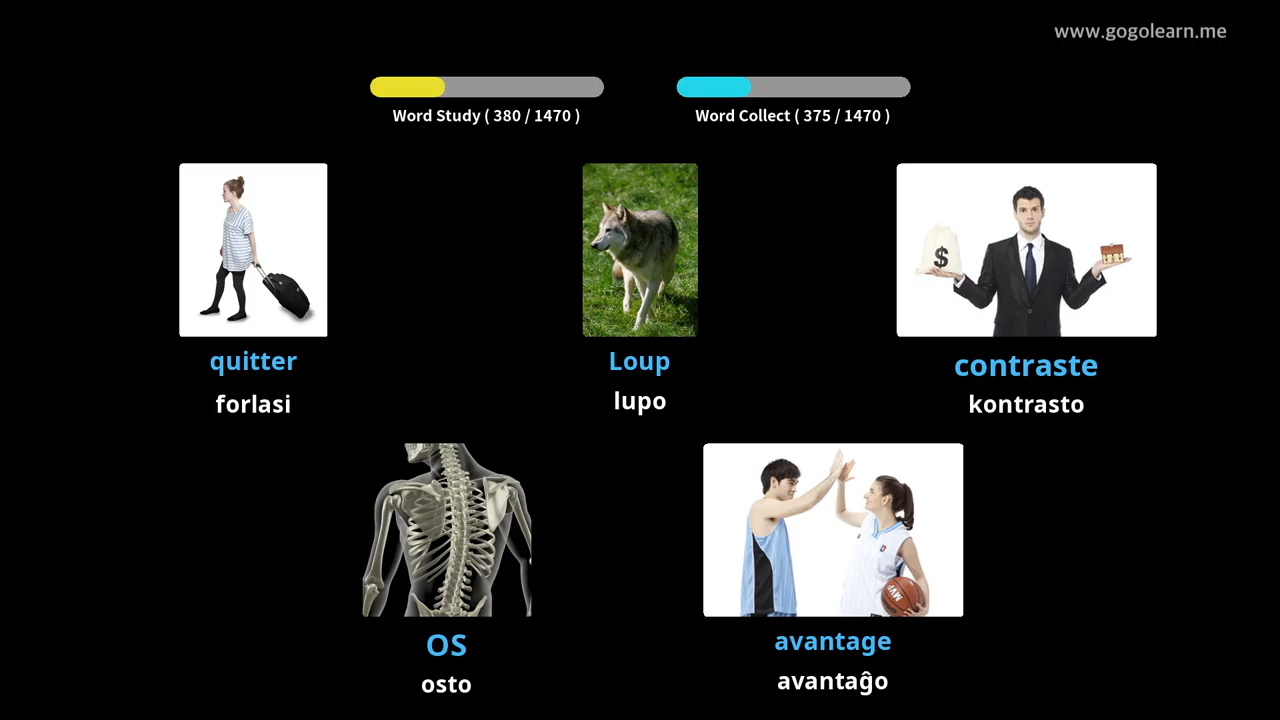 www.gogolearn.me
Word Study ( 380 / 1470 )
Word Collect ( 375 / 1470 )
$
quitter
forlasi
Loup
lupo
contraste
kontrasto
MVP
OS
osto
avantage
avantaĝo